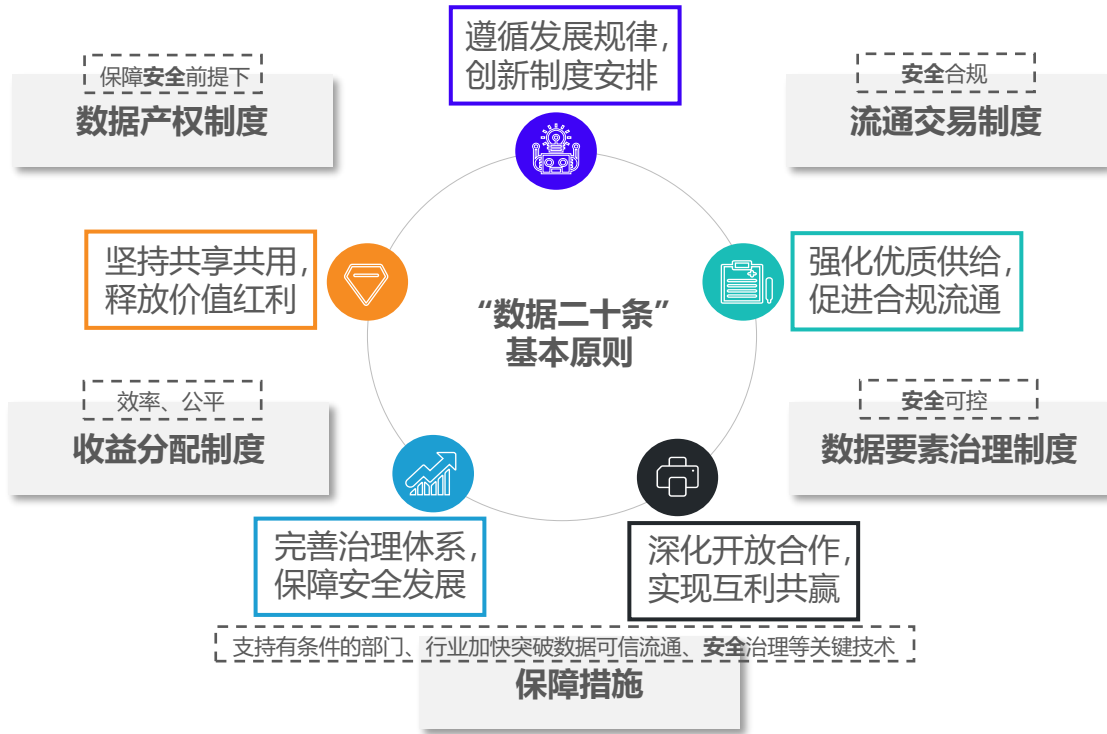 遵循发展规律，
创新制度安排
保障安全前提下
数据产权制度
安全合规
流通交易制度
坚持共享共用，
释放价值红利
强化优质供给，
促进合规流通
“数据二十条”
基本原则
效率、公平
收益分配制度
安全可控
数据要素治理制度
完善治理体系，
保障安全发展
深化开放合作，
实现互利共赢
支持有条件的部门、行业加快突破数据可信流通、安全治理等关键技术
保障措施